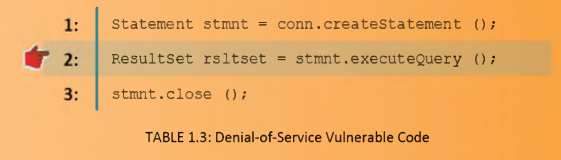 1: Statement stmnt = conn.createStatement ();
2: ResultSet rsltset = stmnt.executeQuery ();
3: stmnt.close ();
TABLE 1.3: Denial-of-Service Vulnerable Code